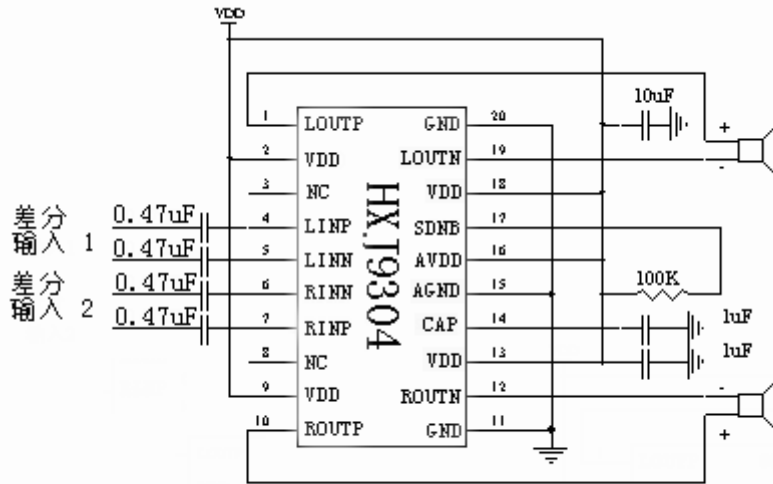 VDD
10uF
+
-
1 LOUTP GND 20
2 VDD LOUTN 19
3 NC VDD 18
4 LINP SDNB 17
5 LINN AVDD 16
6 RINN AGND 15
7 RINP CAP 14
8 NC VDD 13
9 VDD ROUTN 12
10 ROUTP GND 11
HXJ9304
差分
输入 1
0.47uF
0.47uF
差分
输入 2
0.47uF
0.47uF
100K
1uF
1uF
-
+